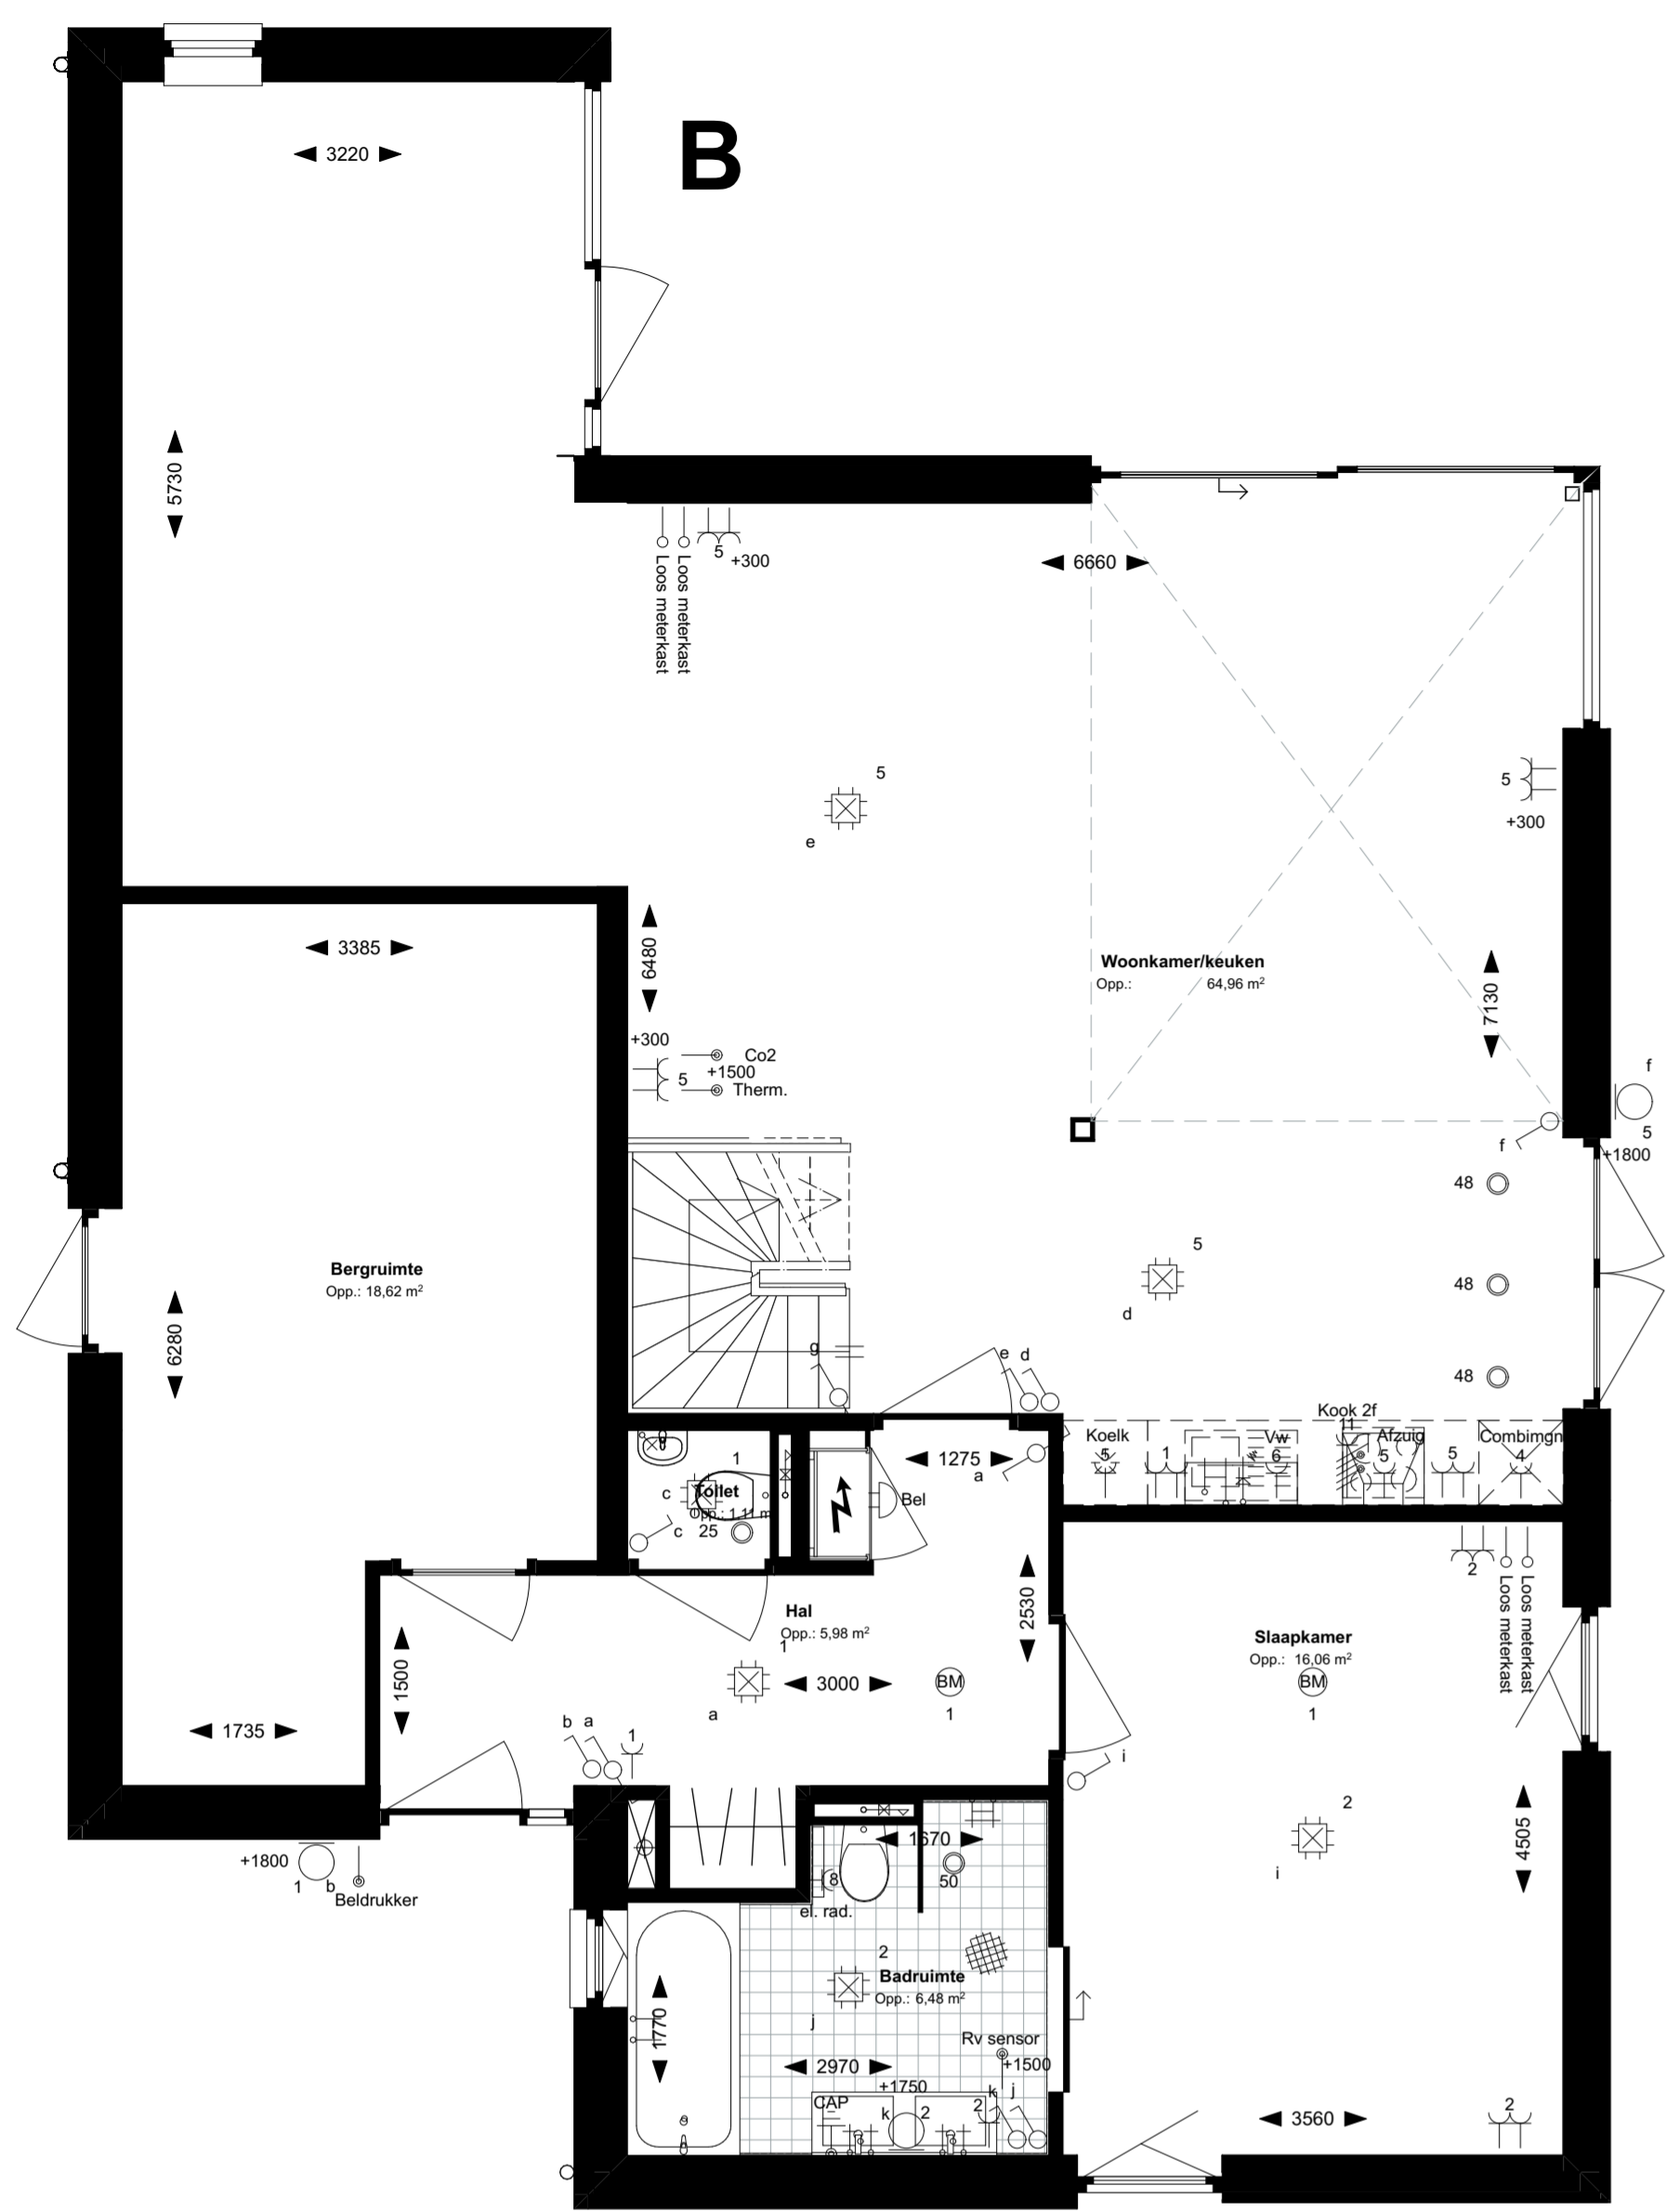 B
3220
5730
Loos meterkast
Loos meterkast
5
+300
6660
5
e
5
+300
3385
6480
Woonkamer/keuken
Opp.: 64,96 m²
7130
+300
5
Co2
+1500
Therm.
f
5
+1800
f
48
48
48
5
d
Bergruimte
Opp.: 18,62 m²
6280
g
e d
Kook 2f
11
Koelk
5
1
Vw
6
Afzuig
5
5
Combimgn
4
1275
a
Bel
1
c
Toilet
Opp.: 1,11 m
c 25
2
Loos meterkast
Loos meterkast
2530
Hal
Opp.: 5,98 m²
1
Slaapkamer
Opp.: 16,06 m²
BM
1
1500
3000
BM
1
a
1735
b a
1
i
2
i
4505
+1800
1 b
Beldrukker
1670
8
50
el. rad.
2
Badruimte
Opp.: 6,48 m²
j
1770
Rv sensor
+1500
2970
+1750
CAP
k 2
2
k j
3560
2